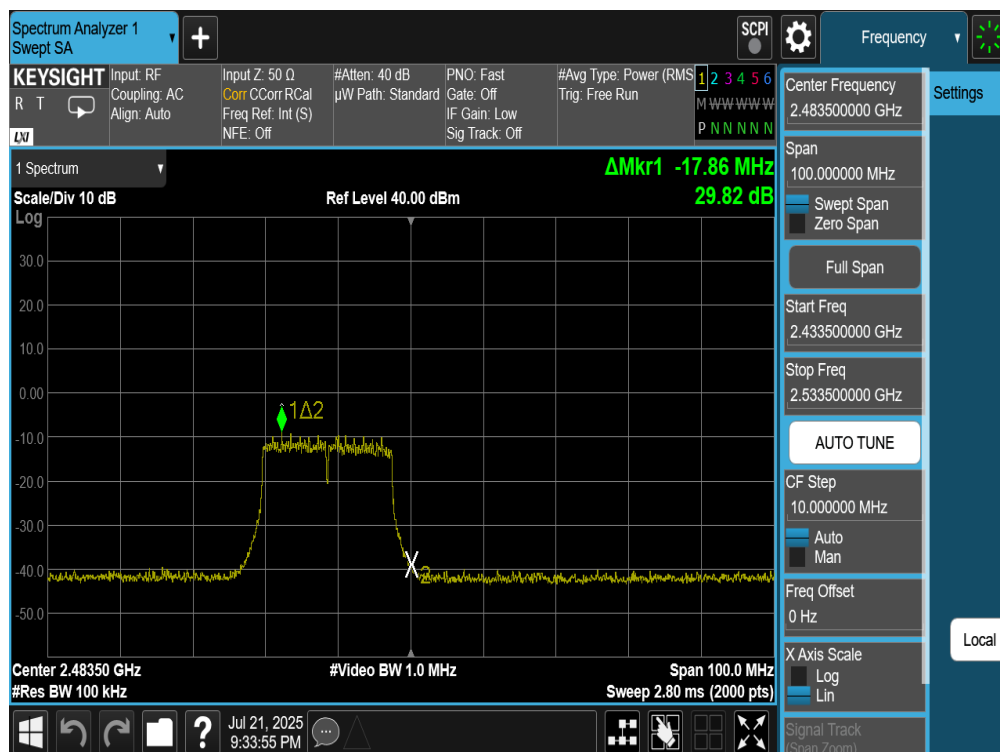 Spectrum Analyzer 1
Swept SA
+
SCPI
Frequency
KEYSIGHT
R T
LXI
Input: RF
Coupling: AC
Align: Auto
Input Z: 50 Ω
Corr CCorr RCal
Freq Ref: Int (S)
NFE: Off
#Atten: 40 dB
µW Path: Standard
PNO: Fast
Gate: Off
IF Gain: Low
Sig Track: Off
#Avg Type: Power (RMS
Trig: Free Run
1 2 3 4 5 6
M W W W W W
P N N N N N
1 Spectrum
ΔMkr1 -17.86 MHz
Scale/Div 10 dB
Ref Level 40.00 dBm
29.82 dB
Log
30.0
20.0
10.0
0.00
-10.0
-20.0
-30.0
-40.0
-50.0
1Δ2
X
2
Center 2.48350 GHz
#Video BW 1.0 MHz
Span 100.0 MHz
#Res BW 100 kHz
Sweep 2.80 ms (2000 pts)
Center Frequency
2.483500000 GHz
Settings
Span
100.000000 MHz
Swept Span
Zero Span
Full Span
Start Freq
2.433500000 GHz
Stop Freq
2.533500000 GHz
AUTO TUNE
CF Step
10.000000 MHz
Auto
Man
Freq Offset
0 Hz
Local
X Axis Scale
Log
Lin
Signal Track
(Span Zoom)
?
Jul 21, 2025
9:33:55 PM